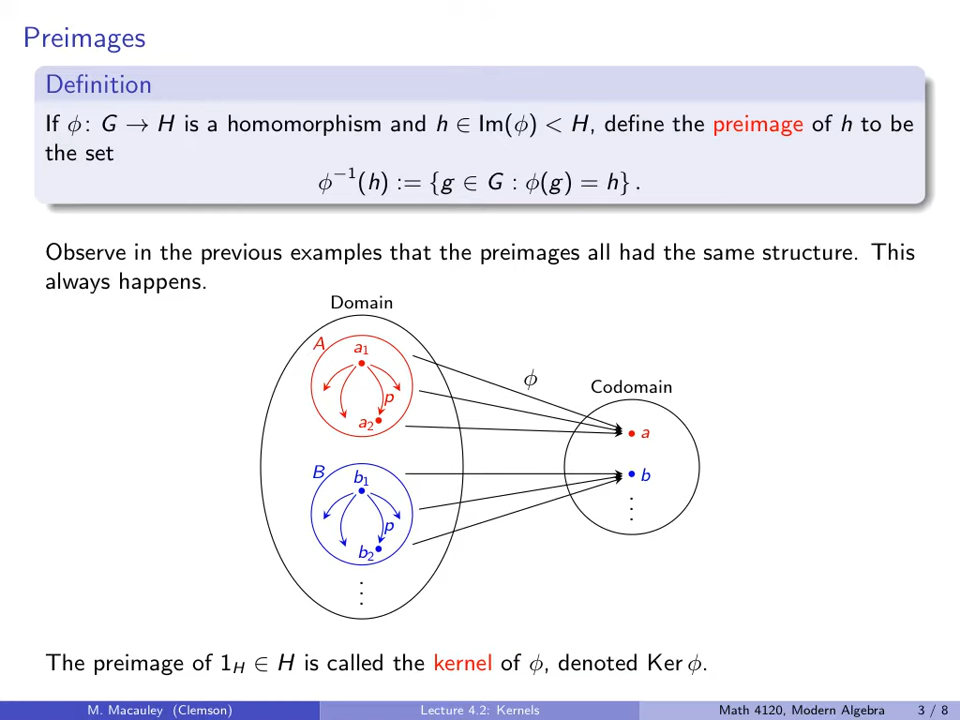 Preimages
Definition
If ϕ: G → H is a homomorphism and h ∈ Im(ϕ) < H, define the preimage of h to be
the set
ϕ⁻¹(h) := {g ∈ G : ϕ(g) = h} .
Observe in the previous examples that the preimages all had the same structure. This
always happens.
Domain
A
a₁
p
a₂
B
b₁
p
b₂
⋮
ϕ
Codomain
a
b
⋮
The preimage of 1_H ∈ H is called the kernel of ϕ, denoted Ker ϕ.
M. Macauley (Clemson) Lecture 4.2: Kernels Math 4120, Modern Algebra 3 / 8